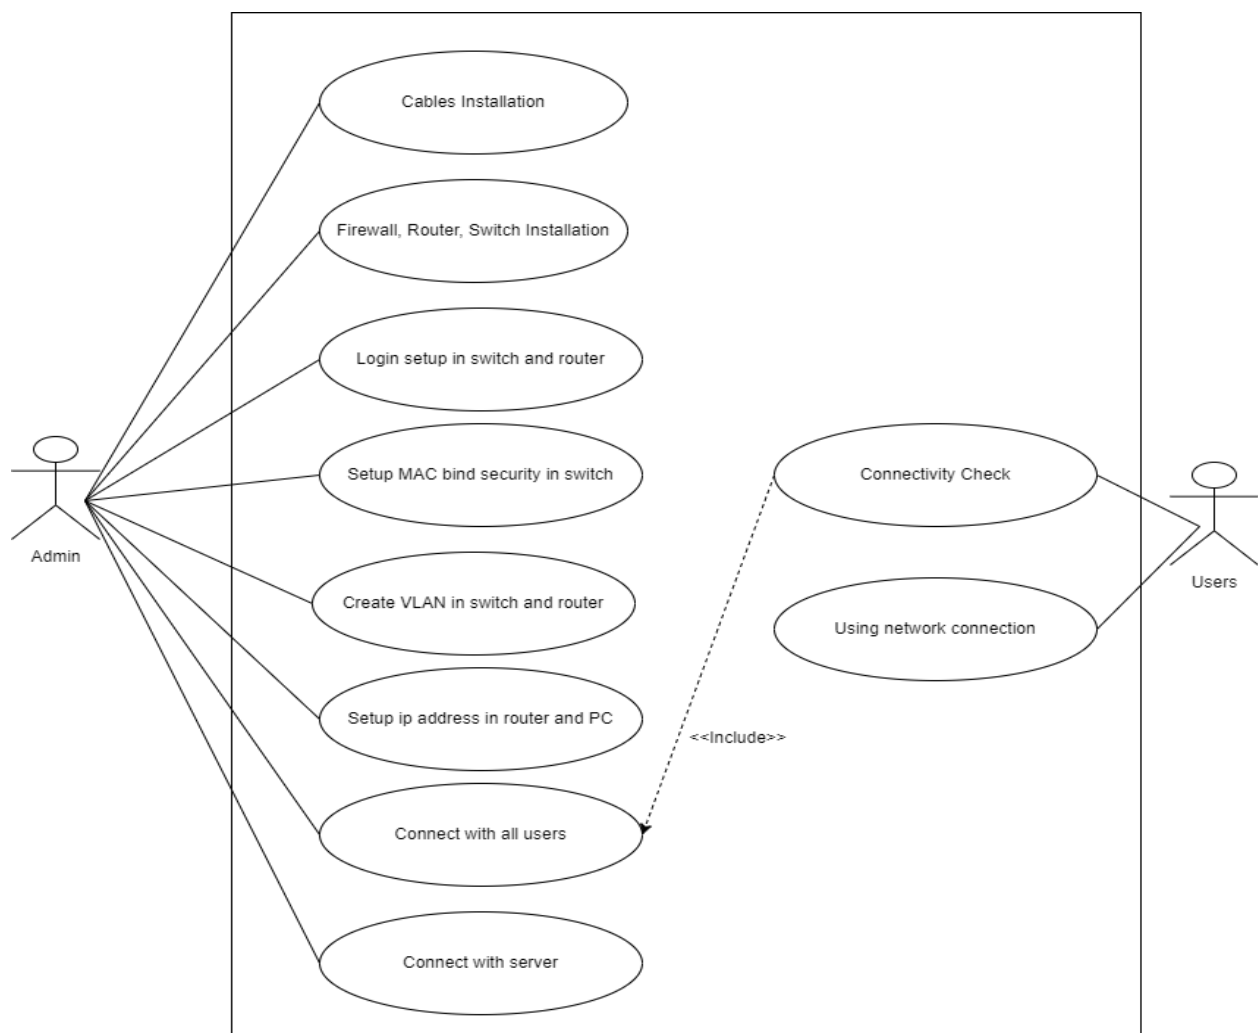 Cables Installation
Firewall, Router, Switch Installation
Login setup in switch and router
Setup MAC bind security in switch
Connectivity Check
Admin
Users
Create VLAN in switch and router
Using network connection
Setup ip address in router and PC
<<Include>>
Connect with all users
Connect with server